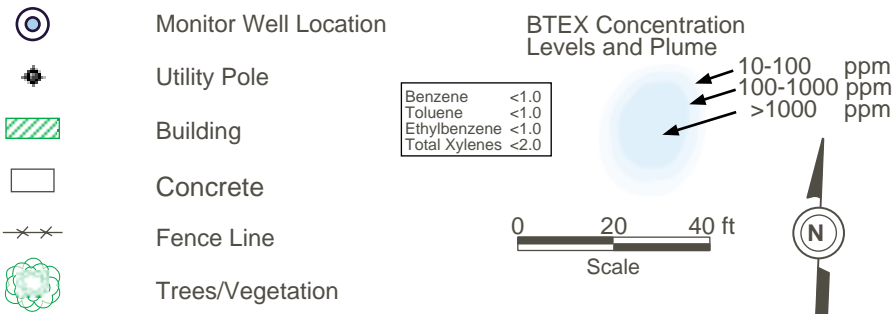 Monitor Well Location
Utility Pole
Building
Concrete
Fence Line
Trees/Vegetation
Benzene <1.0
Toluene <1.0
Ethylbenzene <1.0
Total Xylenes <2.0
BTEX Concentration
Levels and Plume
10-100 ppm
100-1000 ppm
>1000 ppm
0 20 40 ft
Scale
N